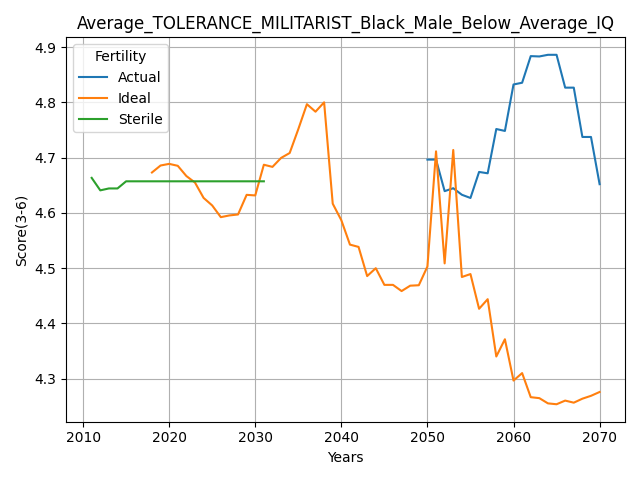 Average_TOLERANCE_MILITARIST_Black_Male_Below_Average_IQ
Fertility
Actual
Ideal
Sterile
Score(3-6)
4.9
4.8
4.7
4.6
4.5
4.4
4.3
2010 2020 2030 2040 2050 2060 2070
Years